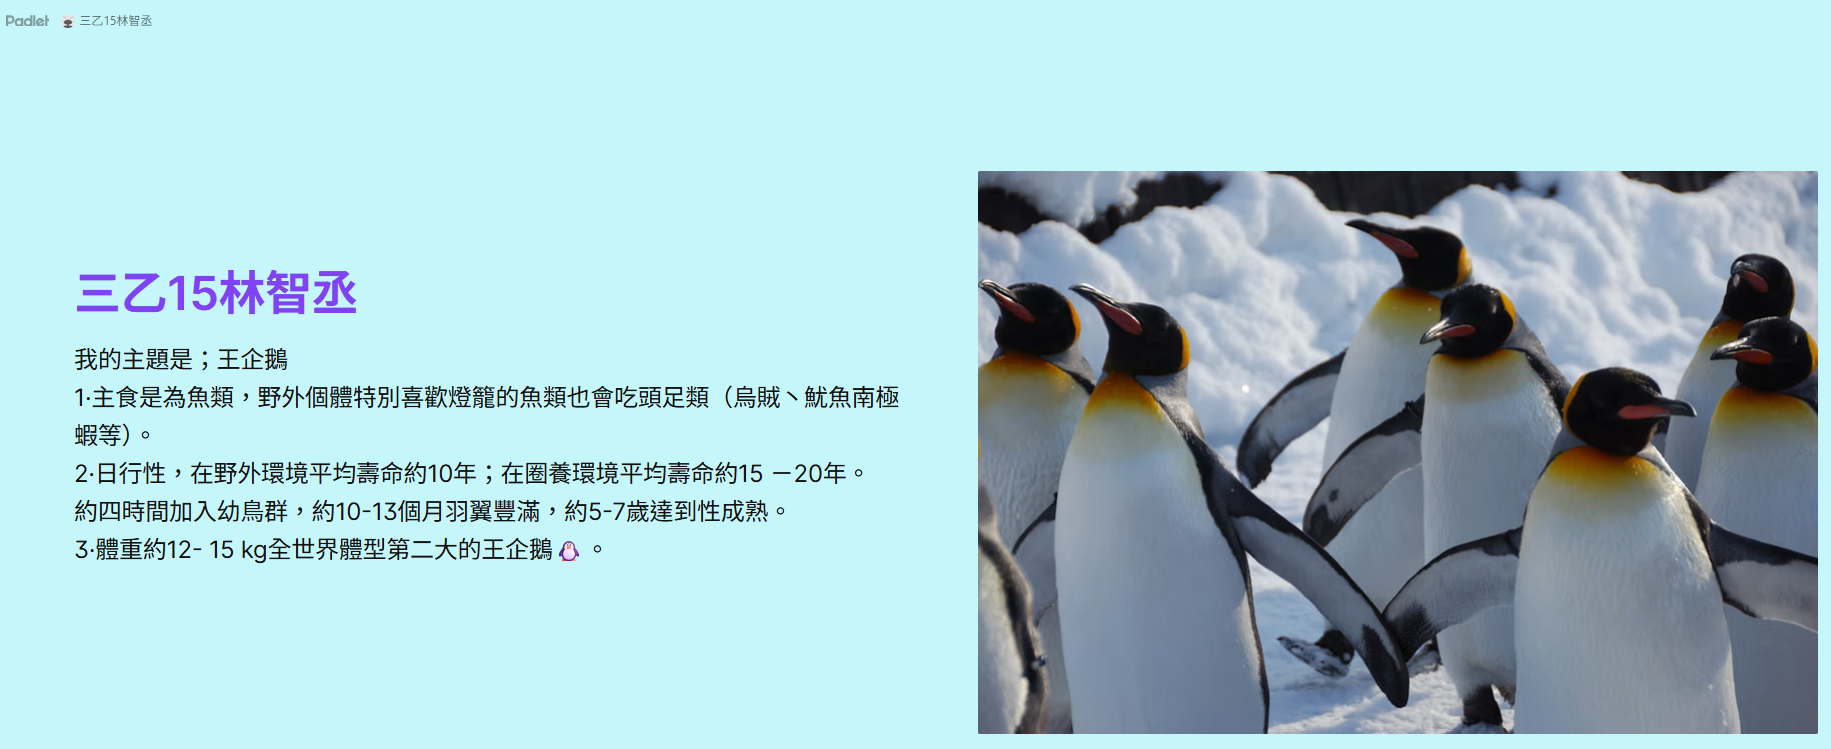 Padlet 三乙15林智丞
三乙15林智丞
我的主題是；王企鵝
1·主食是為魚類，野外個體特別喜歡燈籠的魚類也會吃頭足類（烏賊丶魷魚南極
蝦等）。
2·日行性，在野外環境平均壽命約10年；在圈養環境平均壽命約15 －20年。
約四時間加入幼鳥群，約10-13個月羽翼豐滿，約5-7歲達到性成熟。
3·體重約12- 15 kg全世界體型第二大的王企鵝🐧 。